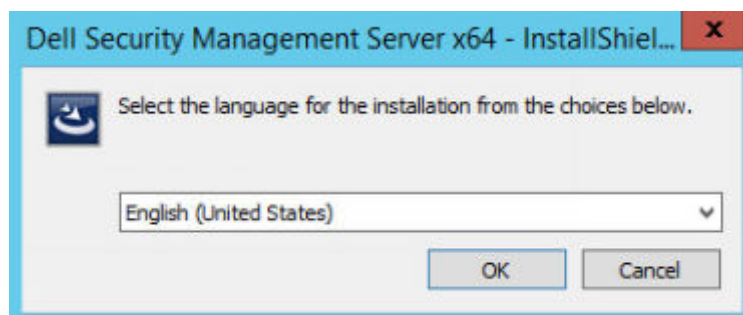 Dell Security Management Server x64 - InstallShiel...
x
Select the language for the installation from the choices below.
English (United States)
OK
Cancel